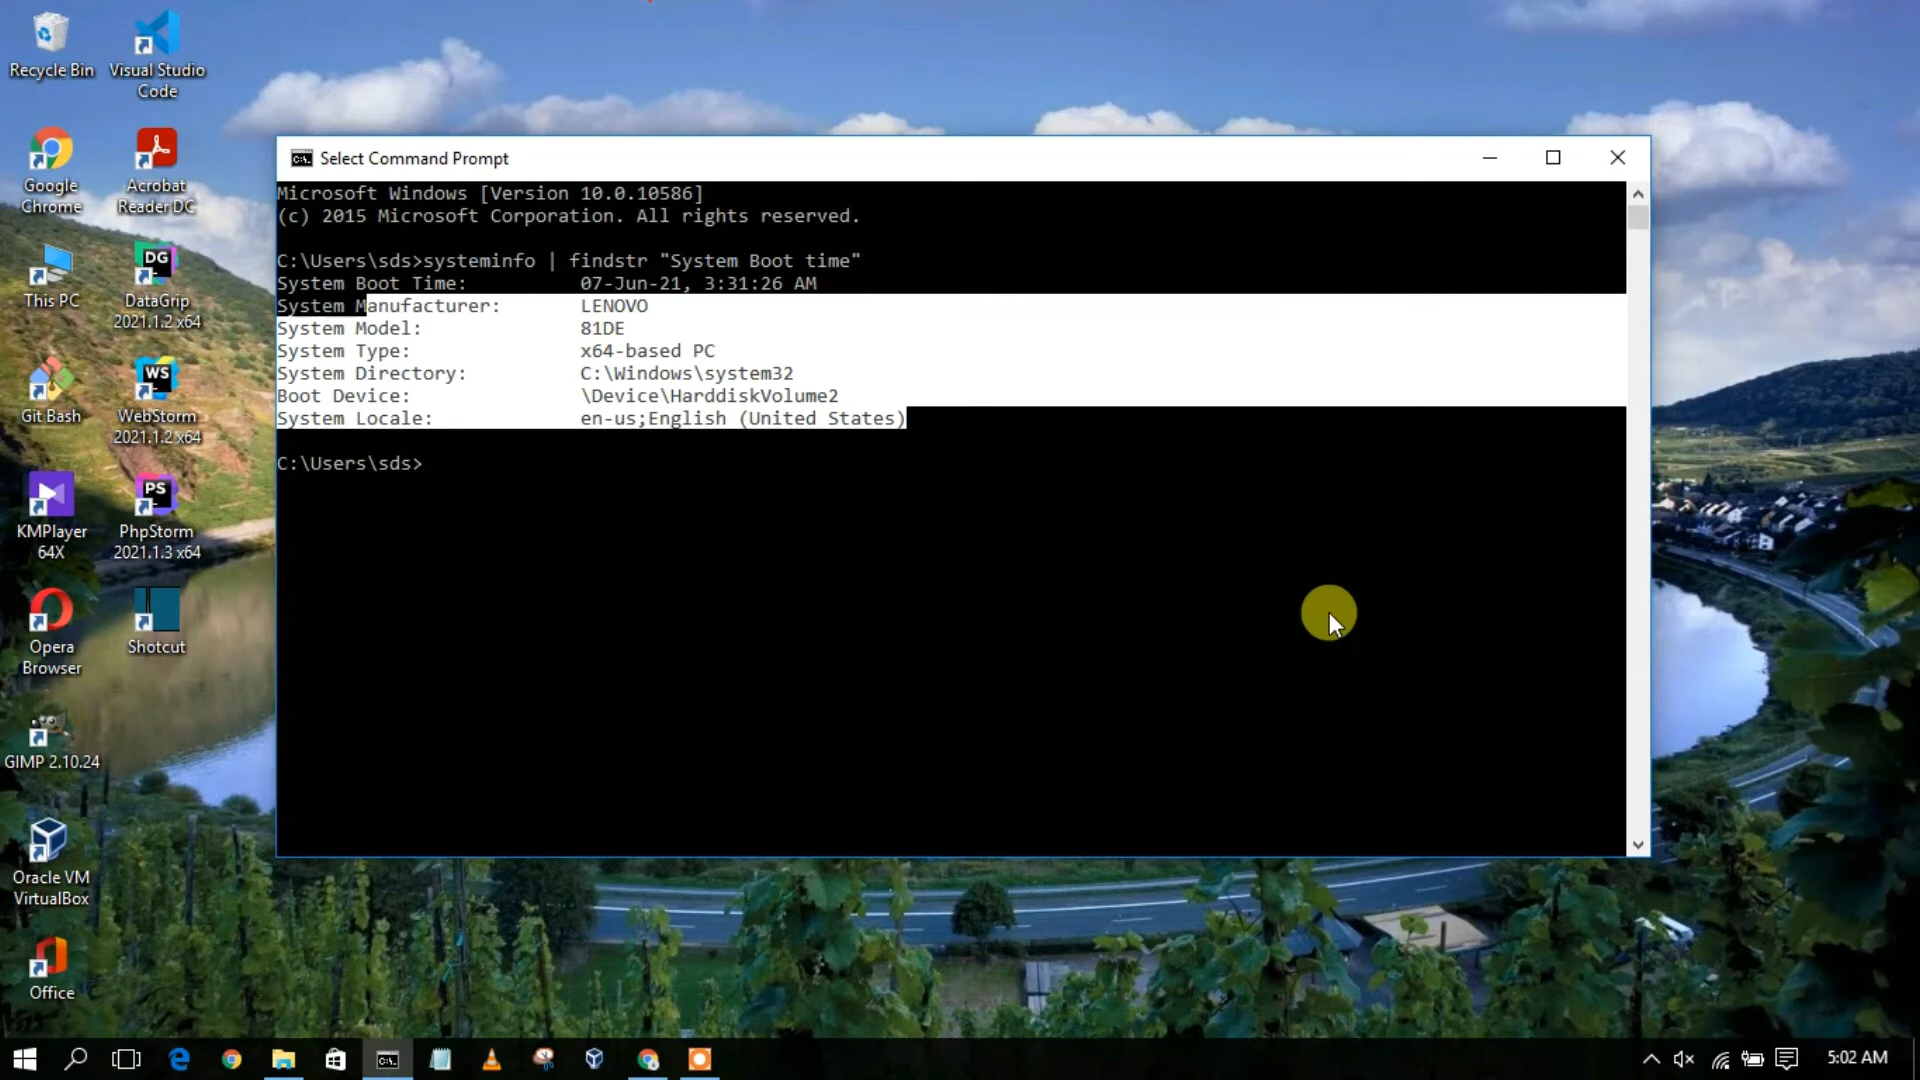 Recycle Bin
Visual Studio
Code
Google
Chrome
Acrobat
Reader DC
This PC
DG
DataGrip
2021.1.2 x64
Git Bash
WS
WebStorm
2021.1.2 x64
KMPlayer
64X
PS
PhpStorm
2021.1.3 x64
Opera
Browser
Shotcut
GIMP 2.10.24
Oracle VM
VirtualBox
Office
C:\. Select Command Prompt
Microsoft Windows [Version 10.0.10586]
(c) 2015 Microsoft Corporation. All rights reserved.
C:\Users\sds>systeminfo | findstr "System Boot time"
System Boot Time: 07-Jun-21, 3:31:26 AM
System Manufacturer: LENOVO
System Model: 81DE
System Type: x64-based PC
System Directory: C:\Windows\system32
Boot Device: \Device\HarddiskVolume2
System Locale: en-us;English (United States)
C:\Users\sds>
5:02 AM